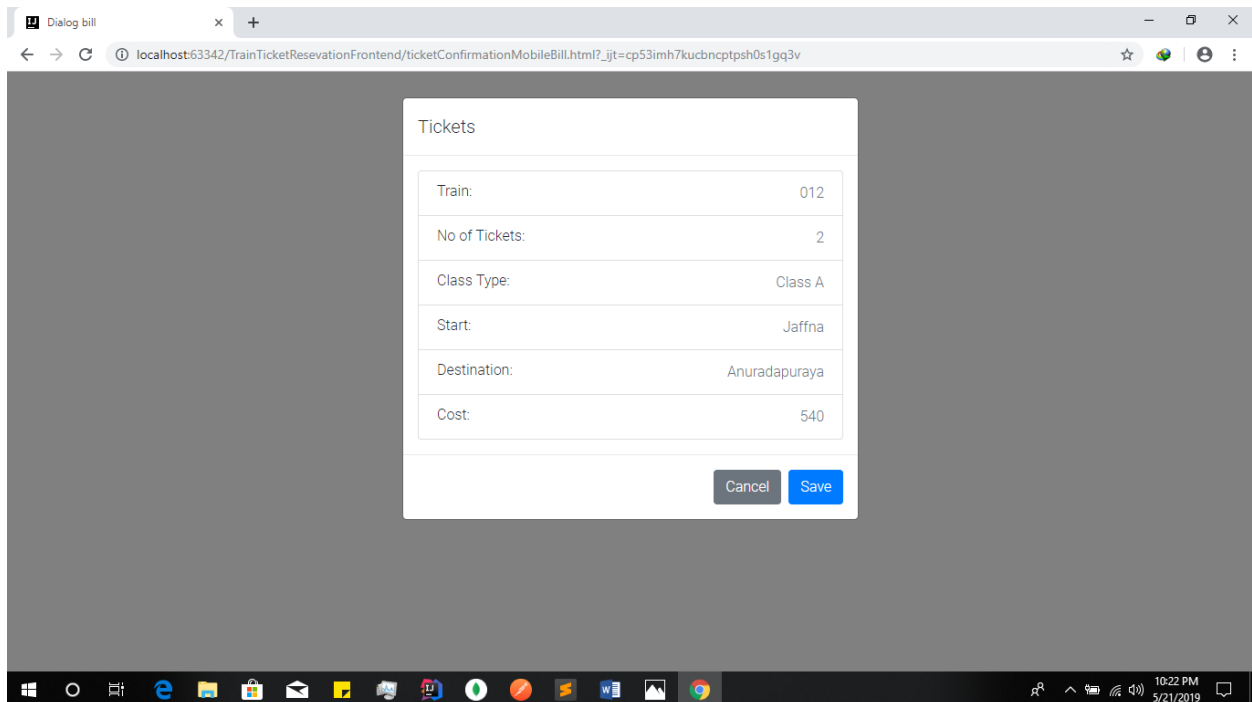 Dialog bill
localhost:63342/TrainTicketResevationFrontend/ticketConfirmationMobileBill.html?_ijt=cp53imh7kucbncptpsh0s1gq3v
Tickets
Train: 012
No of Tickets: 2
Class Type: Class A
Start: Jaffna
Destination: Anuradapuraya
Cost: 540
Cancel Save
10:22 PM
5/21/2019